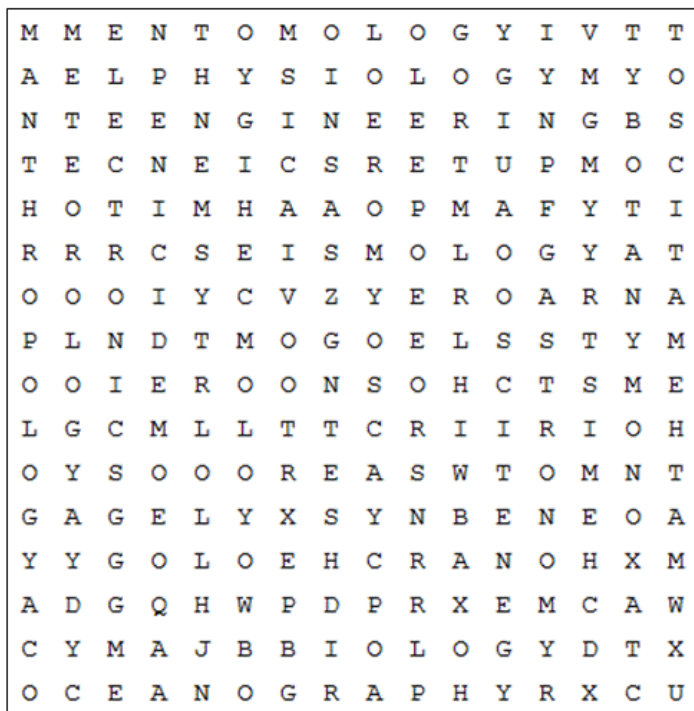 M M E N T O M O L O G Y I V T T
A E L P H Y S I O L O G Y M Y O
N T E E N G I N E E R I N G B S
T E C N E I C S R E T U P M O C
H O T I M H A A O P M A F Y T I
R R R C S E I S M O L O G Y A T
O O O I Y C V Z Y E R O A R N A
P L N D T M O G O E L S S T Y M
O O I E R O O N S O H C T S M E
L G C M L L T T C R I I R I O H
O Y S O O O R E A S W T O M N T
G A G E L Y X S Y N B E N E O A
Y Y G O L O E H C R A N O H X M
A D G Q H W P D P R X E M C A W
C Y M A J B B I O L O G Y D T X
O C E A N O G R A P H Y R X C U